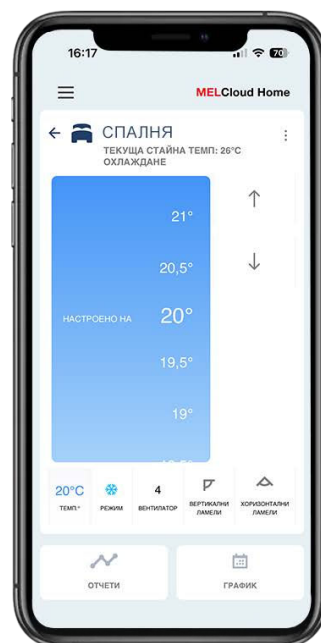 16:17
70
MELCloud Home
СПАЛНЯ
ТЕКУЩА СТАЙНА ТЕМП: 26°C
ОХЛАЖДАНЕ
21°
20,5°
НАСТРОЕНО НА 20°
19,5°
19°
20°C
ТЕМП.°
РЕЖИМ
4
ВЕНТИЛАТОР
ВЕРТИКАЛНИ
ЛАМЕЛИ
ХОРИЗОНТАЛНИ
ЛАМЕЛИ
ОТЧЕТИ
ГРАФИК